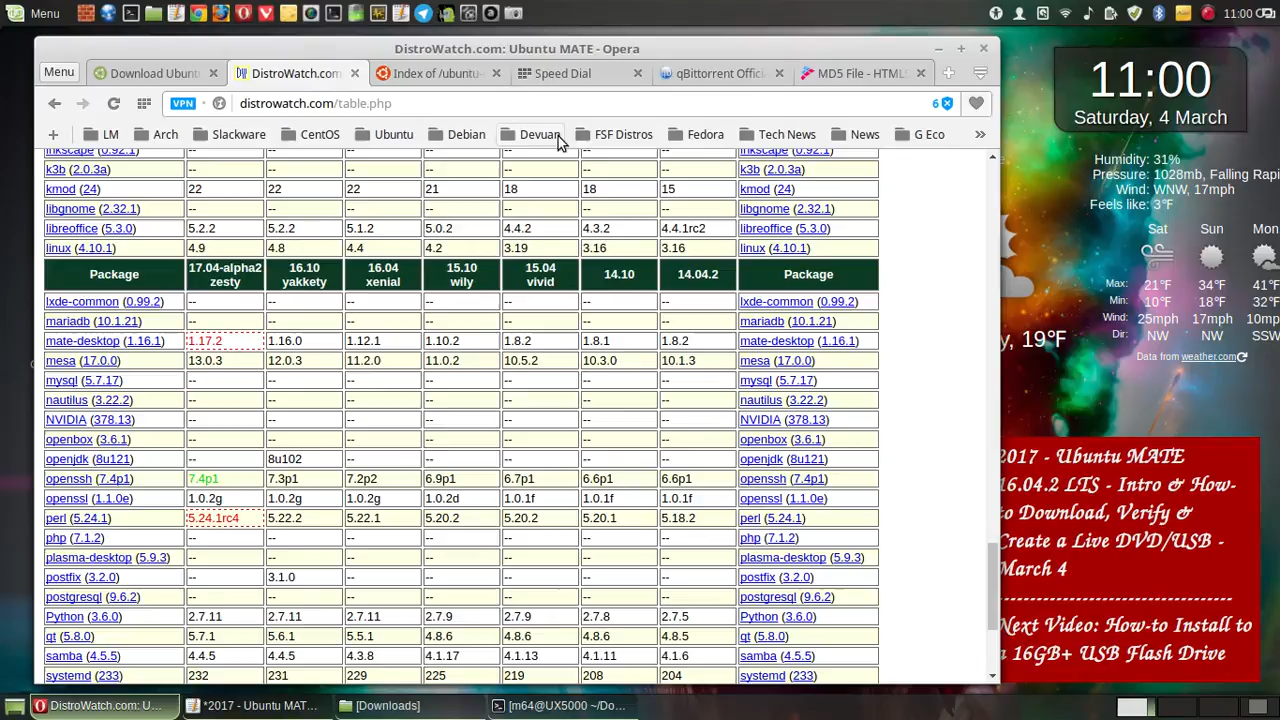 Menu
11:00
DistroWatch.com: Ubuntu MATE - Opera
Menu
Download Ubuntu
DistroWatch.com
Index of /ubuntu-
Speed Dial
qBittorrent Offici
MD5 File - HTML5
VPN
distrowatch.com/table.php
6
LM
Arch
Slackware
CentOS
Ubuntu
Debian
Devuan
FSF Distros
Fedora
Tech News
News
G Eco
»
inkscape (0.92.1) -- -- -- -- -- -- -- inkscape (0.92.1)
k3b (2.0.3a) -- -- -- -- -- -- -- k3b (2.0.3a)
kmod (24) 22 22 22 21 18 18 15 kmod (24)
libgnome (2.32.1) -- -- -- -- -- -- -- libgnome (2.32.1)
libreoffice (5.3.0) 5.2.2 5.2.2 5.1.2 5.0.2 4.4.2 4.3.2 4.4.1rc2 libreoffice (5.3.0)
linux (4.10.1) 4.9 4.8 4.4 4.2 3.19 3.16 3.16 linux (4.10.1)
Package 17.04-alpha2 zesty 16.10 yakkety 16.04 xenial 15.10 wily 15.04 vivid 14.10 14.04.2 Package
lxde-common (0.99.2) -- -- -- -- -- -- -- lxde-common (0.99.2)
mariadb (10.1.21) -- -- -- -- -- -- -- mariadb (10.1.21)
mate-desktop (1.16.1) 1.17.2 1.16.0 1.12.1 1.10.2 1.8.2 1.8.1 1.8.2 mate-desktop (1.16.1)
mesa (17.0.0) 13.0.3 12.0.3 11.2.0 11.0.2 10.5.2 10.3.0 10.1.3 mesa (17.0.0)
mysql (5.7.17) -- -- -- -- -- -- -- mysql (5.7.17)
nautilus (3.22.2) -- -- -- -- -- -- -- nautilus (3.22.2)
NVIDIA (378.13) -- -- -- -- -- -- -- NVIDIA (378.13)
openbox (3.6.1) -- -- -- -- -- -- -- openbox (3.6.1)
openjdk (8u121) -- 8u102 -- -- -- -- -- openjdk (8u121)
openssh (7.4p1) 7.4p1 7.3p1 7.2p2 6.9p1 6.7p1 6.6p1 6.6p1 openssh (7.4p1)
openssl (1.1.0e) 1.0.2g 1.0.2g 1.0.2g 1.0.2d 1.0.1f 1.0.1f 1.0.1f openssl (1.1.0e)
perl (5.24.1) 5.24.1rc4 5.22.2 5.22.1 5.20.2 5.20.2 5.20.1 5.18.2 perl (5.24.1)
php (7.1.2) -- -- -- -- -- -- -- php (7.1.2)
plasma-desktop (5.9.3) -- -- -- -- -- -- -- plasma-desktop (5.9.3)
postfix (3.2.0) -- 3.1.0 -- -- -- -- -- postfix (3.2.0)
postgresql (9.6.2) -- -- -- -- -- -- -- postgresql (9.6.2)
Python (3.6.0) 2.7.11 2.7.11 2.7.11 2.7.9 2.7.9 2.7.8 2.7.5 Python (3.6.0)
qt (5.8.0) 5.7.1 5.6.1 5.5.1 4.8.6 4.8.6 4.8.6 4.8.5 qt (5.8.0)
samba (4.5.5) 4.4.5 4.4.5 4.3.8 4.1.17 4.1.13 4.1.11 4.1.6 samba (4.5.5)
systemd (233) 232 231 229 225 219 208 204 systemd (233)
11:00
Saturday, 4 March
Humidity: 31%
Pressure: 1028mb, Falling Rapi
Wind: WNW, 17mph
Feels like: 3°F
Sat Sun Mon
Max: 21°F 34°F 41°F
Min: 10°F 18°F 32°F
Wind: 25mph 17mph 10mp
Dir: NW NW SSW
y, 19°F
Data from weather.com
2017 - Ubuntu MATE
16.04.2 LTS - Intro & How-
to Download, Verify &
Create a Live DVD/USB -
March 4
--------------------------------
Next Video: How-to Install to
a 16GB+ USB Flash Drive
DistroWatch.com: U...
*2017 - Ubuntu MAT...
[Downloads]
[m64@UX5000 ~/Do...